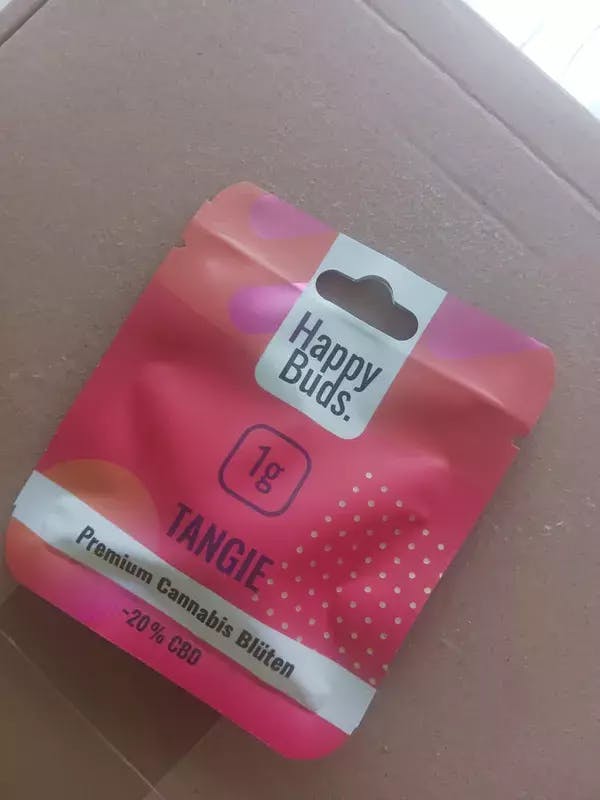 Happy
Buds.
1g
TANGIE
Premium Cannabis Blüten
~20% CBD